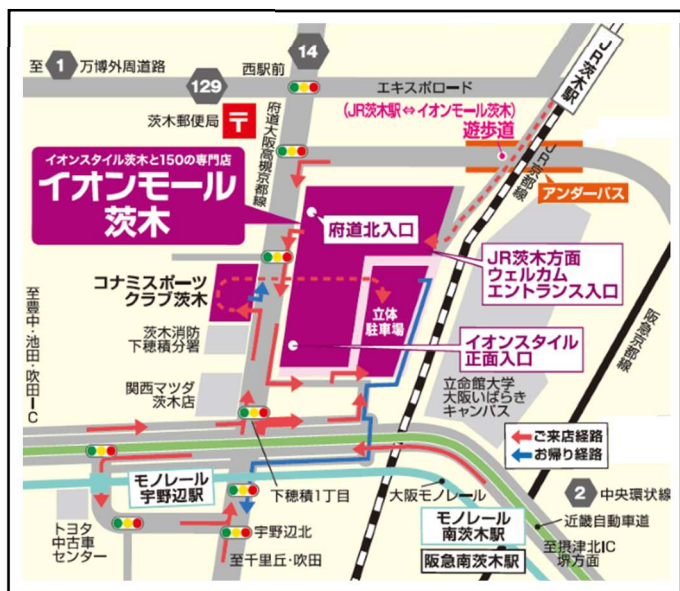 至 1 万博外周道路
129
14
西駅前
茨木郵便局
〒
府道大阪高槻京都線
エキスポロード
JR茨木駅
(JR茨木駅⇔イオンモール茨木)
遊歩道
JR京都線
アンダーパス
イオンスタイル茨木と150の専門店
イオンモール
茨木
府道北入口
JR茨木方面
ウェルカム
エントランス入口
コナミスポーツ
クラブ茨木
立体
駐車場
イオンスタイル
正面入口
茨木消防
下穂積分署
関西マツダ
茨木店
至豊中・池田・吹田IC
阪急京都線
立命館大学
大阪いばらき
キャンパス
ご来店経路
お帰り経路
モノレール
宇野辺駅
下穂積1丁目
大阪モノレール
2 中央環状線
モノレール
南茨木駅
近畿自動車道
トヨタ
中古車
センター
宇野辺北
至千里丘・吹田
阪急南茨木駅
至摂津北IC
堺方面